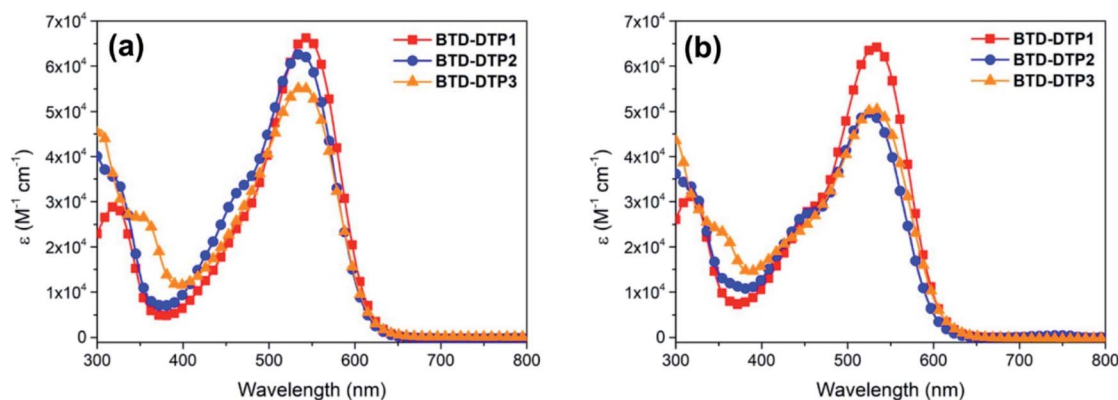 (a)
BTD-DTP1
BTD-DTP2
BTD-DTP3
7x10⁴
6x10⁴
5x10⁴
4x10⁴
3x10⁴
2x10⁴
1x10⁴
0
ε (M⁻¹ cm⁻¹)
300 400 500 600 700 800
Wavelength (nm)
(b)
BTD-DTP1
BTD-DTP2
BTD-DTP3
7x10⁴
6x10⁴
5x10⁴
4x10⁴
3x10⁴
2x10⁴
1x10⁴
0
ε (M⁻¹ cm⁻¹)
300 400 500 600 700 800
Wavelength (nm)